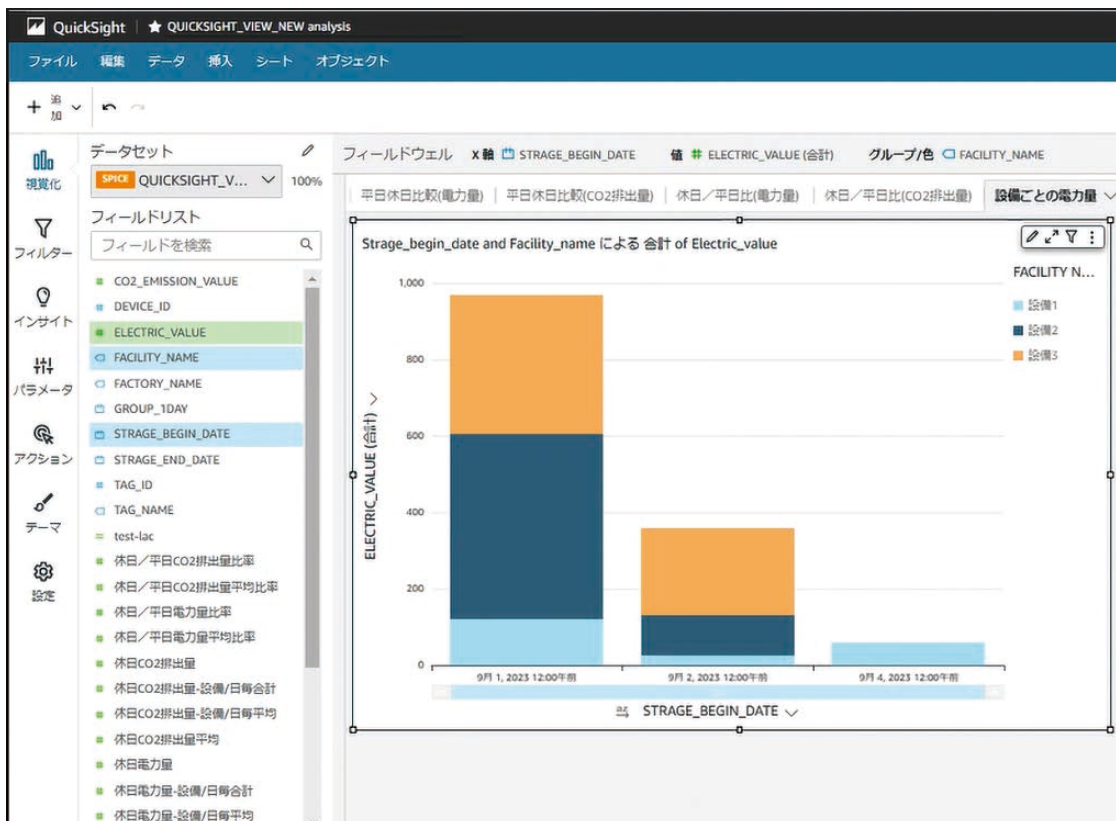 QuickSight ★ QUICKSIGHT_VIEW_NEW analysis
ファイル 編集 データ 挿入 シート オブジェクト
+ 追加
視覚化
フィルター
インサイト
パラメータ
アクション
テーマ
設定
データセット
SPICE QUICKSIGHT_V... 100%
フィールドリスト
フィールドを検索
CO2_EMISSION_VALUE
DEVICE_ID
ELECTRIC_VALUE
FACILITY_NAME
FACTORY_NAME
GROUP_1DAY
STRAGE_BEGIN_DATE
STRAGE_END_DATE
TAG_ID
TAG_NAME
test-lac
休日／平日CO2排出量比率
休日／平日CO2排出量平均比率
休日／平日電力量比率
休日／平日電力量平均比率
休日CO2排出量
休日CO2排出量-設備/日毎合計
休日CO2排出量-設備/日毎平均
休日CO2排出量平均
休日電力量
休日電力量-設備/日毎合計
休日電力量-設備/日毎平均
フィールドウェル X 軸 STRAGE_BEGIN_DATE 値 # ELECTRIC_VALUE (合計) グループ/色 FACILITY_NAME
平日休日比較(電力量) 平日休日比較(CO2排出量) 休日／平日比(電力量) 休日／平日比(CO2排出量) 設備ごとの電力量
Strage_begin_date and Facility_name による 合計 of Electric_value
FACILITY N...
設備1
設備2
設備3
ELECTRIC_VALUE (合計)
1,000
800
600
400
200
0
9月 1, 2023 12:00午前 9月 2, 2023 12:00午前 9月 4, 2023 12:00午前
STRAGE_BEGIN_DATE